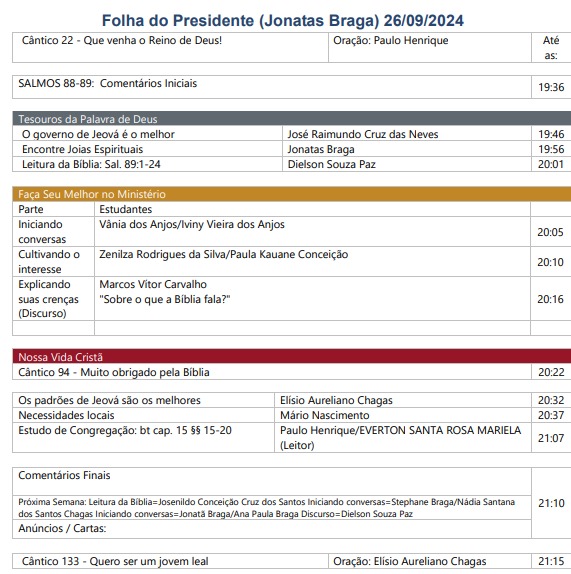 Folha do Presidente (Jonatas Braga) 26/09/2024
Cântico 22 - Que venha o Reino de Deus! Oração: Paulo Henrique Até
as:
SALMOS 88-89: Comentários Iniciais 19:36
Tesouros da Palavra de Deus
O governo de Jeová é o melhor José Raimundo Cruz das Neves 19:46
Encontre Joias Espirituais Jonatas Braga 19:56
Leitura da Bíblia: Sal. 89:1-24 Dielson Souza Paz 20:01
Faça Seu Melhor no Ministério
Parte Estudantes
Iniciando Vânia dos Anjos/Iviny Vieira dos Anjos
conversas 20:05
Cultivando o Zenilza Rodrigues da Silva/Paula Kauane Conceição
interesse 20:10
Explicando Marcos Vitor Carvalho
suas crenças "Sobre o que a Bíblia fala?" 20:16
(Discurso)
Nossa Vida Cristã
Cântico 94 - Muito obrigado pela Bíblia 20:22
Os padrões de Jeová são os melhores Elísio Aureliano Chagas 20:32
Necessidades locais Mário Nascimento 20:37
Estudo de Congregação: bt cap. 15 §§ 15-20 Paulo Henrique/EVERTON SANTA ROSA MARIELA 21:07
(Leitor)
Comentários Finais
21:10
Próxima Semana: Leitura da Bíblia=Josenildo Conceição Cruz dos Santos Iniciando conversas=Stephane Braga/Nádia Santana
dos Santos Chagas Iniciando conversas=Jonatã Braga/Ana Paula Braga Discurso=Dielson Souza Paz
Anúncios / Cartas:
Cântico 133 - Quero ser um jovem leal Oração: Elísio Aureliano Chagas 21:15